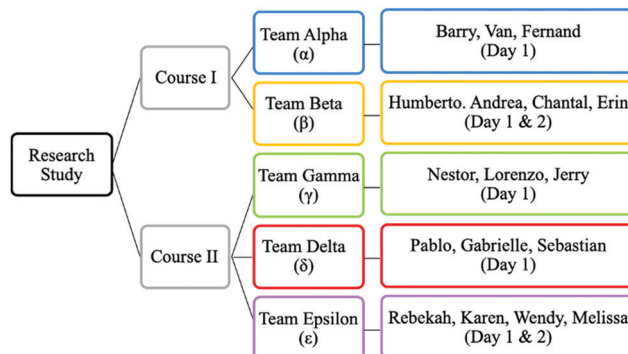 Research
Study
Course I
Course II
Team Alpha
(α)
Barry, Van, Fernand
(Day 1)
Team Beta
(β)
Humberto. Andrea, Chantal, Erin
(Day 1 & 2)
Team Gamma
(γ)
Nestor, Lorenzo, Jerry
(Day 1)
Team Delta
(δ)
Pablo, Gabrielle, Sebastian
(Day 1)
Team Epsilon
(ε)
Rebekah, Karen, Wendy, Melissa
(Day 1 & 2)